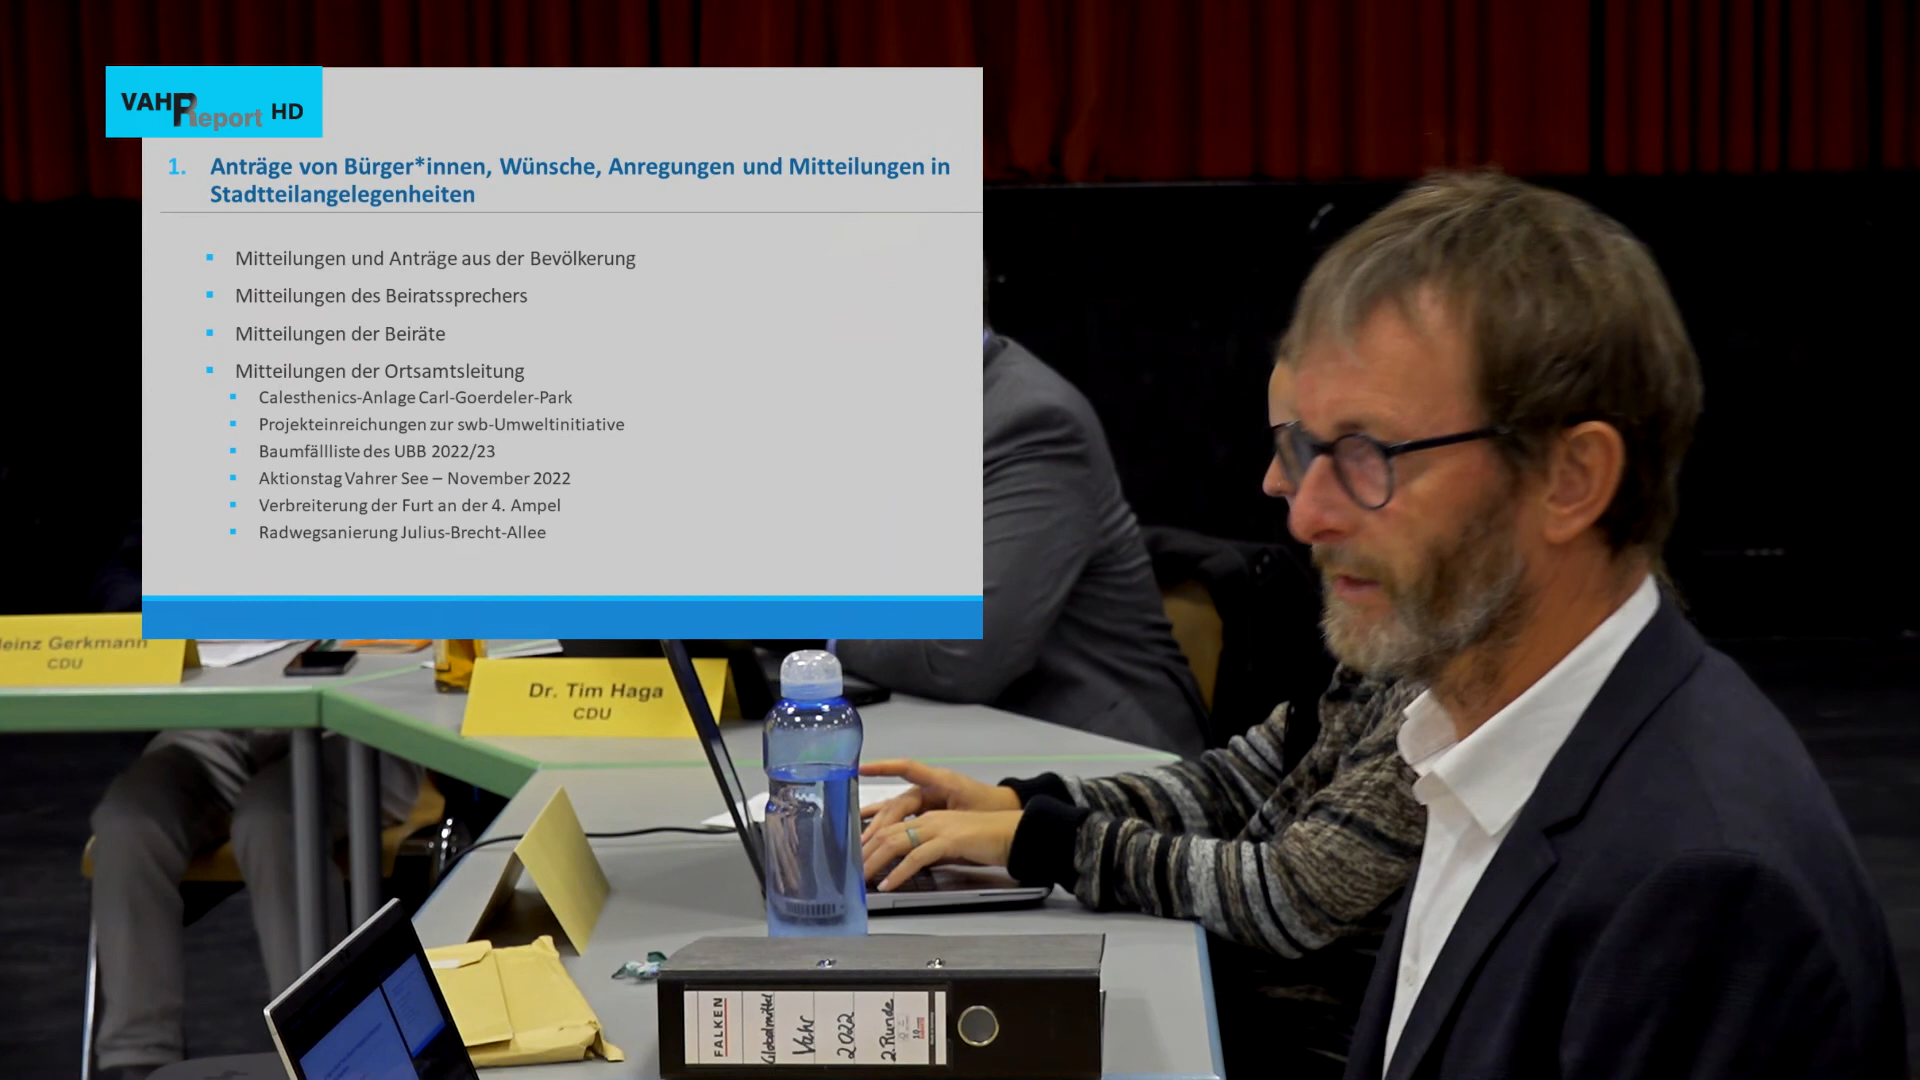 VAHR Report HD
1. Anträge von Bürger*innen, Wünsche, Anregungen und Mitteilungen in
Stadtteilangelegenheiten
Mitteilungen und Anträge aus der Bevölkerung
Mitteilungen des Beiratssprechers
Mitteilungen der Beiräte
Mitteilungen der Ortsamtsleitung
Calesthenics-Anlage Carl-Goerdeler-Park
Projekteinreichungen zur swb-Umweltinitiative
Baumfällliste des UBB 2022/23
Aktionstag Vahrer See – November 2022
Verbreiterung der Furt an der 4. Ampel
Radwegsanierung Julius-Brecht-Allee
Gerkmann
CDU
Dr. Tim Haga
CDU
FALKEN
Globalmittel
Vahr
2022
2. Runde